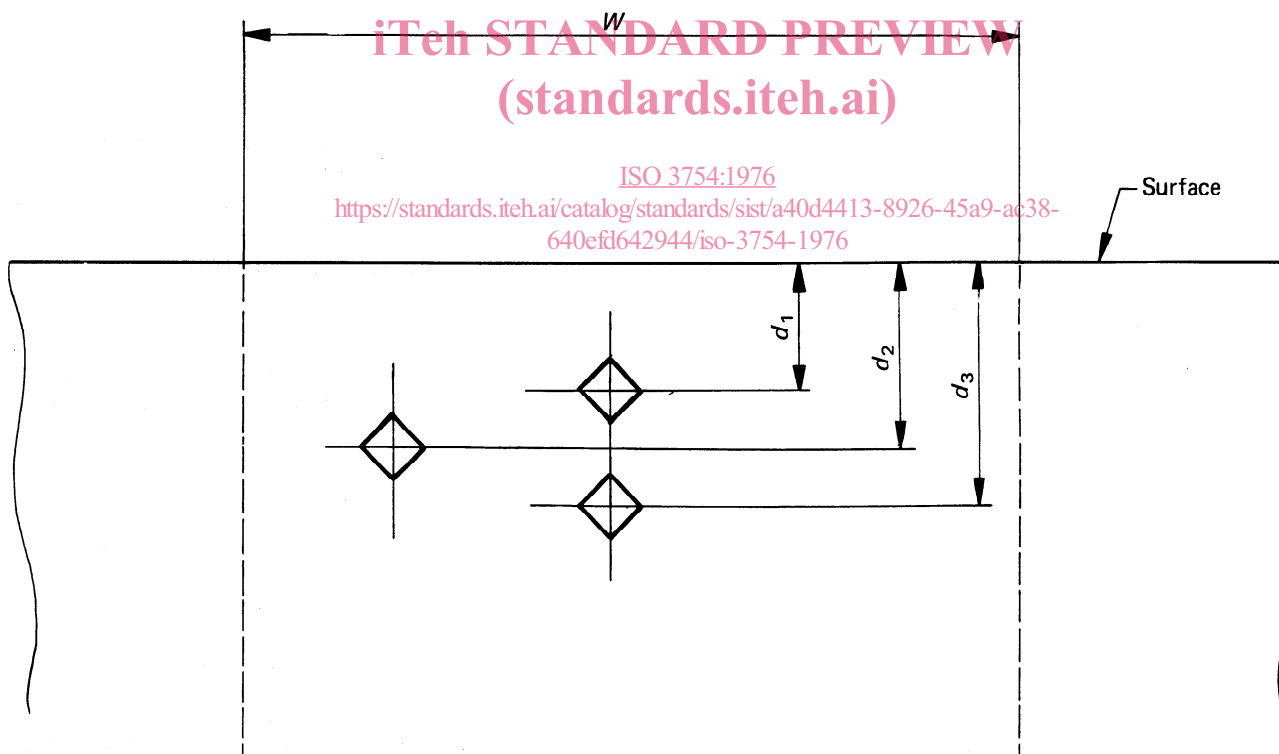 W
iTeh STANDARD PREVIEW
(standards.iteh.ai)
ISO 3754:1976
https://standards.iteh.ai/catalog/standards/sist/a40d4413-8926-45a9-ac38-
640efd642944/iso-3754-1976
Surface
d₁
d₂
d₃